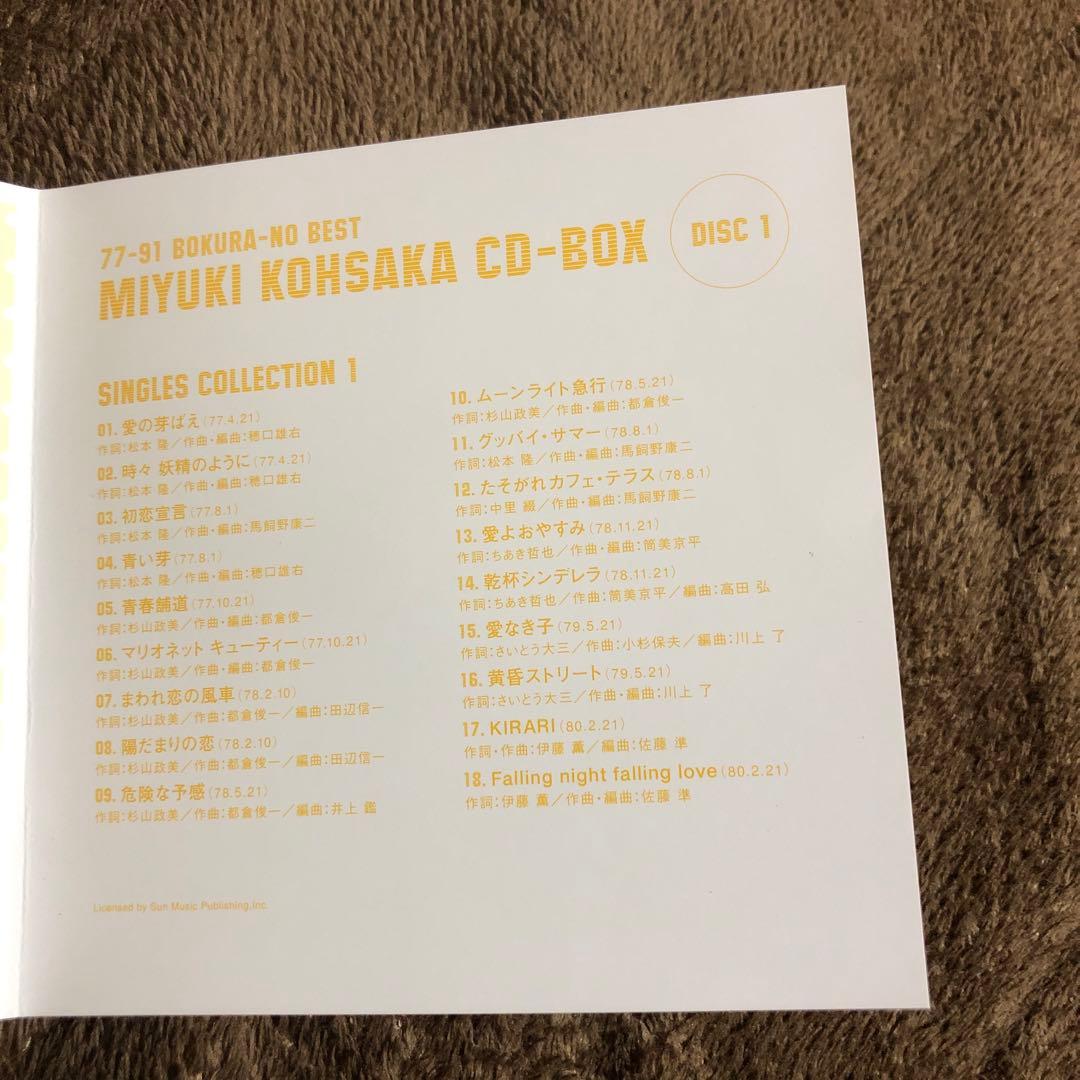 77-91 BOKURA-NO BEST
MIYUKI KOHSAKA CD-BOX
DISC 1
SINGLES COLLECTION 1
01. 愛の芽ばえ(77.4.21)
作詞:松本 隆/作曲・編曲:穂口雄右
02. 時々 妖精のように(77.4.21)
作詞:松本 隆/作曲・編曲:穂口雄右
03. 初恋宣言(77.8.1)
作詞:松本 隆/作曲・編曲:馬飼野康二
04. 青い芽(77.8.1)
作詞:松本 隆/作曲・編曲:穂口雄右
05. 青春舗道(77.10.21)
作詞:杉山政美/作曲・編曲:都倉俊一
06. マリオネット キューティー(77.10.21)
作詞:杉山政美/作曲・編曲:都倉俊一
07. まわれ恋の風車(78.2.10)
作詞:杉山政美/作曲:都倉俊一/編曲:田辺信一
08. 陽だまりの恋(78.2.10)
作詞:杉山政美/作曲:都倉俊一/編曲:田辺信一
09. 危険な予感(78.5.21)
作詞:杉山政美/作曲:都倉俊一/編曲:井上 鑑
10. ムーンライト急行(78.5.21)
作詞:杉山政美/作曲・編曲:都倉俊一
11. グッバイ・サマー(78.8.1)
作詞:松本 隆/作曲・編曲:馬飼野康二
12. たそがれカフェ・テラス(78.8.1)
作詞:中里 綴/作曲・編曲:馬飼野康二
13. 愛よおやすみ(78.11.21)
作詞:ちあき哲也/作曲・編曲:筒美京平
14. 乾杯シンデレラ(78.11.21)
作詞:ちあき哲也/作曲:筒美京平/編曲:高田 弘
15. 愛なき子(79.5.21)
作詞:さいとう大三/作曲:小杉保夫/編曲:川上 了
16. 黄昏ストリート(79.5.21)
作詞:さいとう大三/作曲・編曲:川上 了
17. KIRARI(80.2.21)
作詞・作曲:伊藤 薫/編曲:佐藤 準
18. Falling night falling love(80.2.21)
作詞:伊藤 薫/作曲・編曲:佐藤 準
Licensed by Sun Music Publishing,Inc.